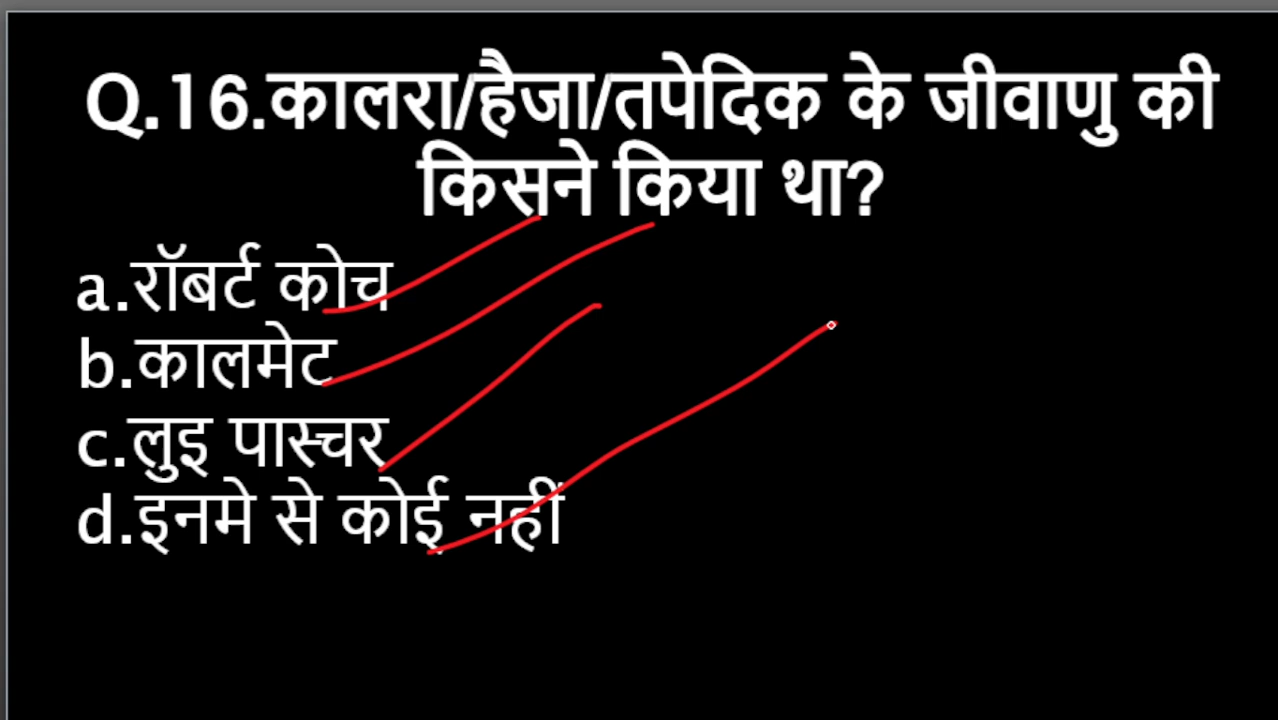 Q.16.कालरा/हैजा/तपेदिक के जीवाणु की
किसने किया था?
a.रॉबर्ट कोच
b.कालमेट
c.लुइ पास्चर
d.इनमे से कोई नहीं